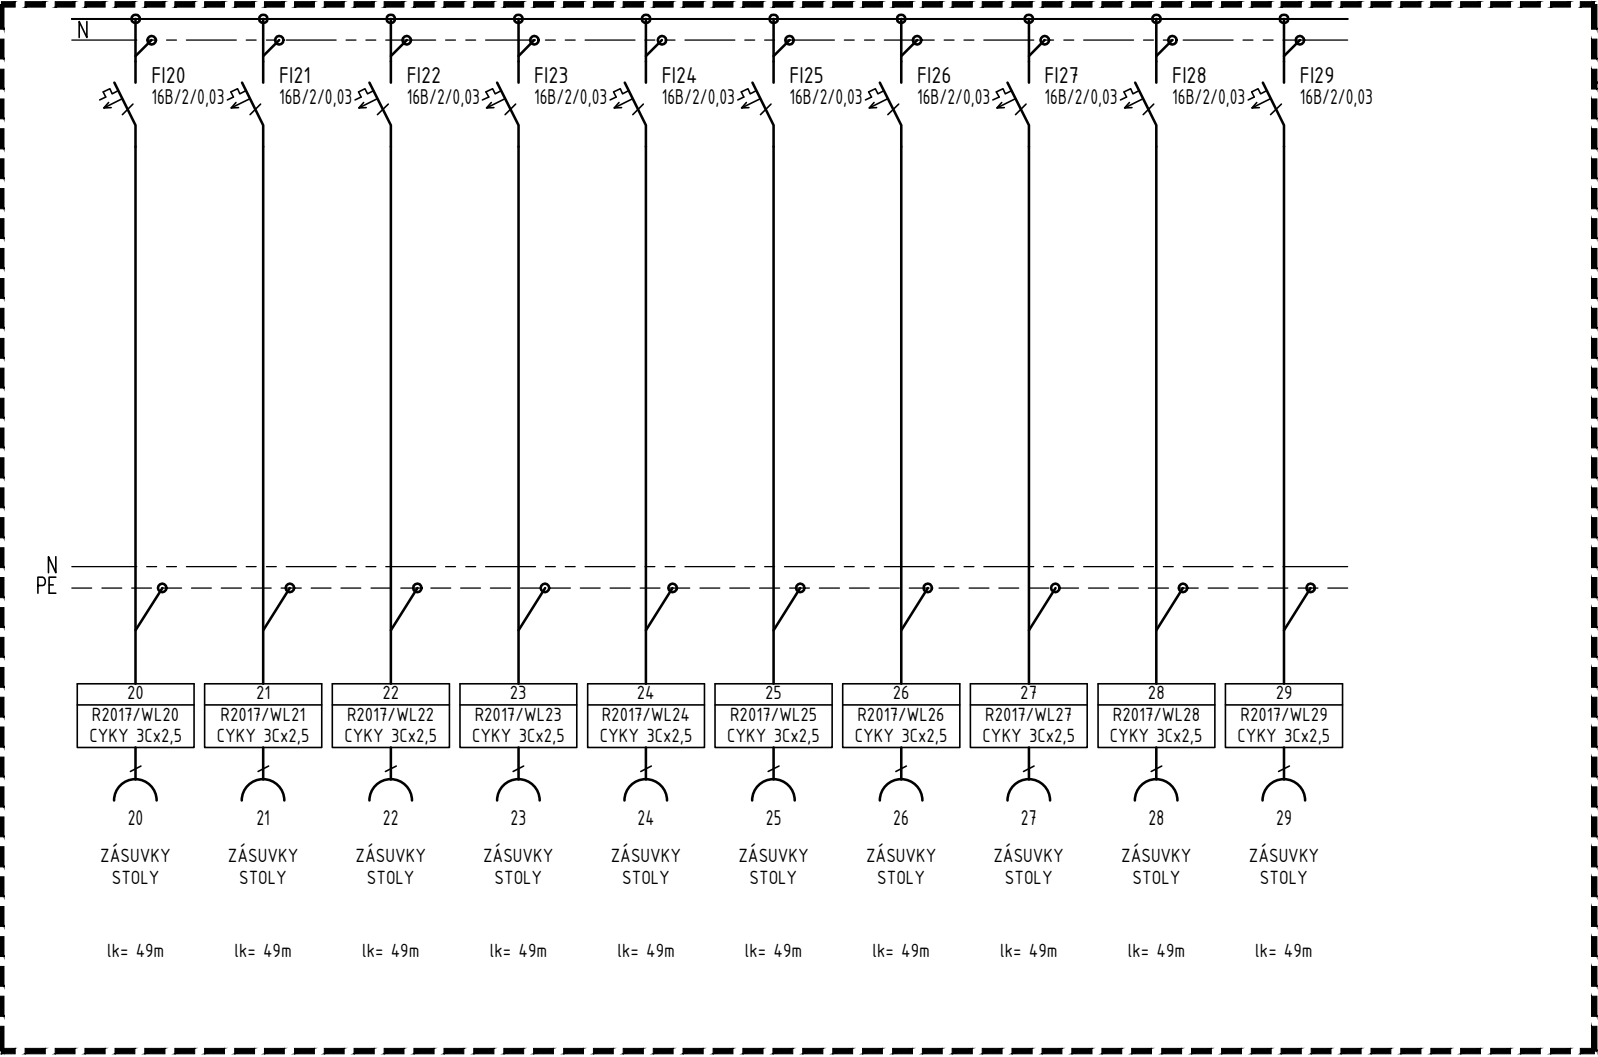 N
FI20 FI21 FI22 FI23 FI24 FI25 FI26 FI27 FI28 FI29
16B/2/0,03 16B/2/0,03 16B/2/0,03 16B/2/0,03 16B/2/0,03 16B/2/0,03 16B/2/0,03 16B/2/0,03 16B/2/0,03 16B/2/0,03
N
PE
20 21 22 23 24 25 26 27 28 29
R2017/WL20 R2017/WL21 R2017/WL22 R2017/WL23 R2017/WL24 R2017/WL25 R2017/WL26 R2017/WL27 R2017/WL28 R2017/WL29
CYKY 3Cx2,5 CYKY 3Cx2,5 CYKY 3Cx2,5 CYKY 3Cx2,5 CYKY 3Cx2,5 CYKY 3Cx2,5 CYKY 3Cx2,5 CYKY 3Cx2,5 CYKY 3Cx2,5 CYKY 3Cx2,5
20 21 22 23 24 25 26 27 28 29
ZÁSUVKY ZÁSUVKY ZÁSUVKY ZÁSUVKY ZÁSUVKY ZÁSUVKY ZÁSUVKY ZÁSUVKY ZÁSUVKY ZÁSUVKY
STOLY STOLY STOLY STOLY STOLY STOLY STOLY STOLY STOLY STOLY
lk= 49m lk= 49m lk= 49m lk= 49m lk= 49m lk= 49m lk= 49m lk= 49m lk= 49m lk= 49m